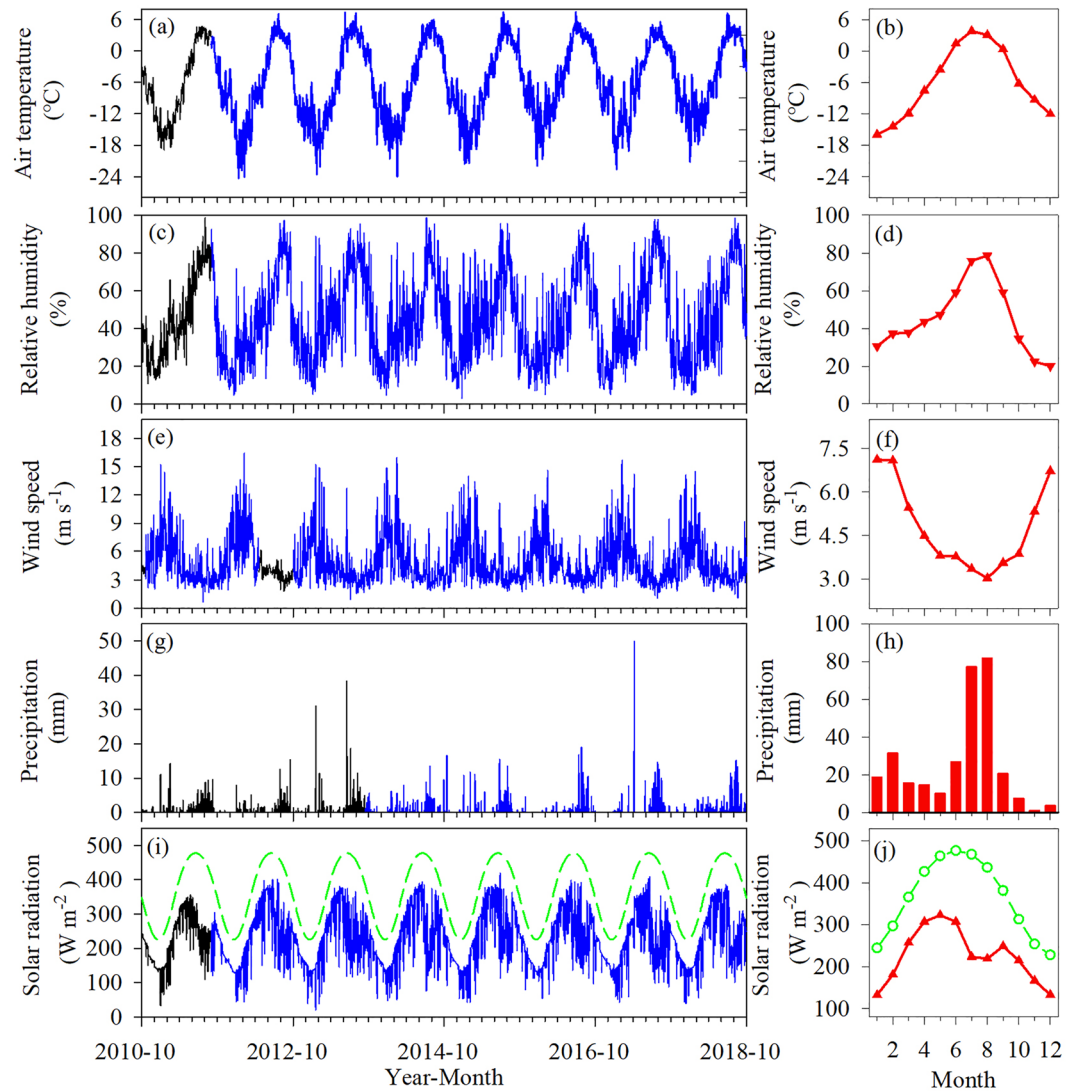 (a)
6
0
-6
-12
-18
-24
Air temperature
(°C)
(b)
6
0
-6
-12
-18
-24
Air temperature
(°C)
(c)
100
80
60
40
20
0
Relative humidity
(%)
(d)
100
80
60
40
20
0
Relative humidity
(%)
(e)
18
15
12
9
6
3
0
Wind speed
(m s-1)
(f)
7.5
6.0
4.5
3.0
Wind speed
(m s-1)
(g)
50
40
30
20
10
0
Precipitation
(mm)
(h)
100
80
60
40
20
0
Precipitation
(mm)
(i)
500
400
300
200
100
0
Solar radiation
(W m-2)
(j)
500
400
300
200
100
Solar radiation
(W m-2)
2010-10 2012-10 2014-10 2016-10 2018-10
Year-Month
2 4 6 8 10 12
Month